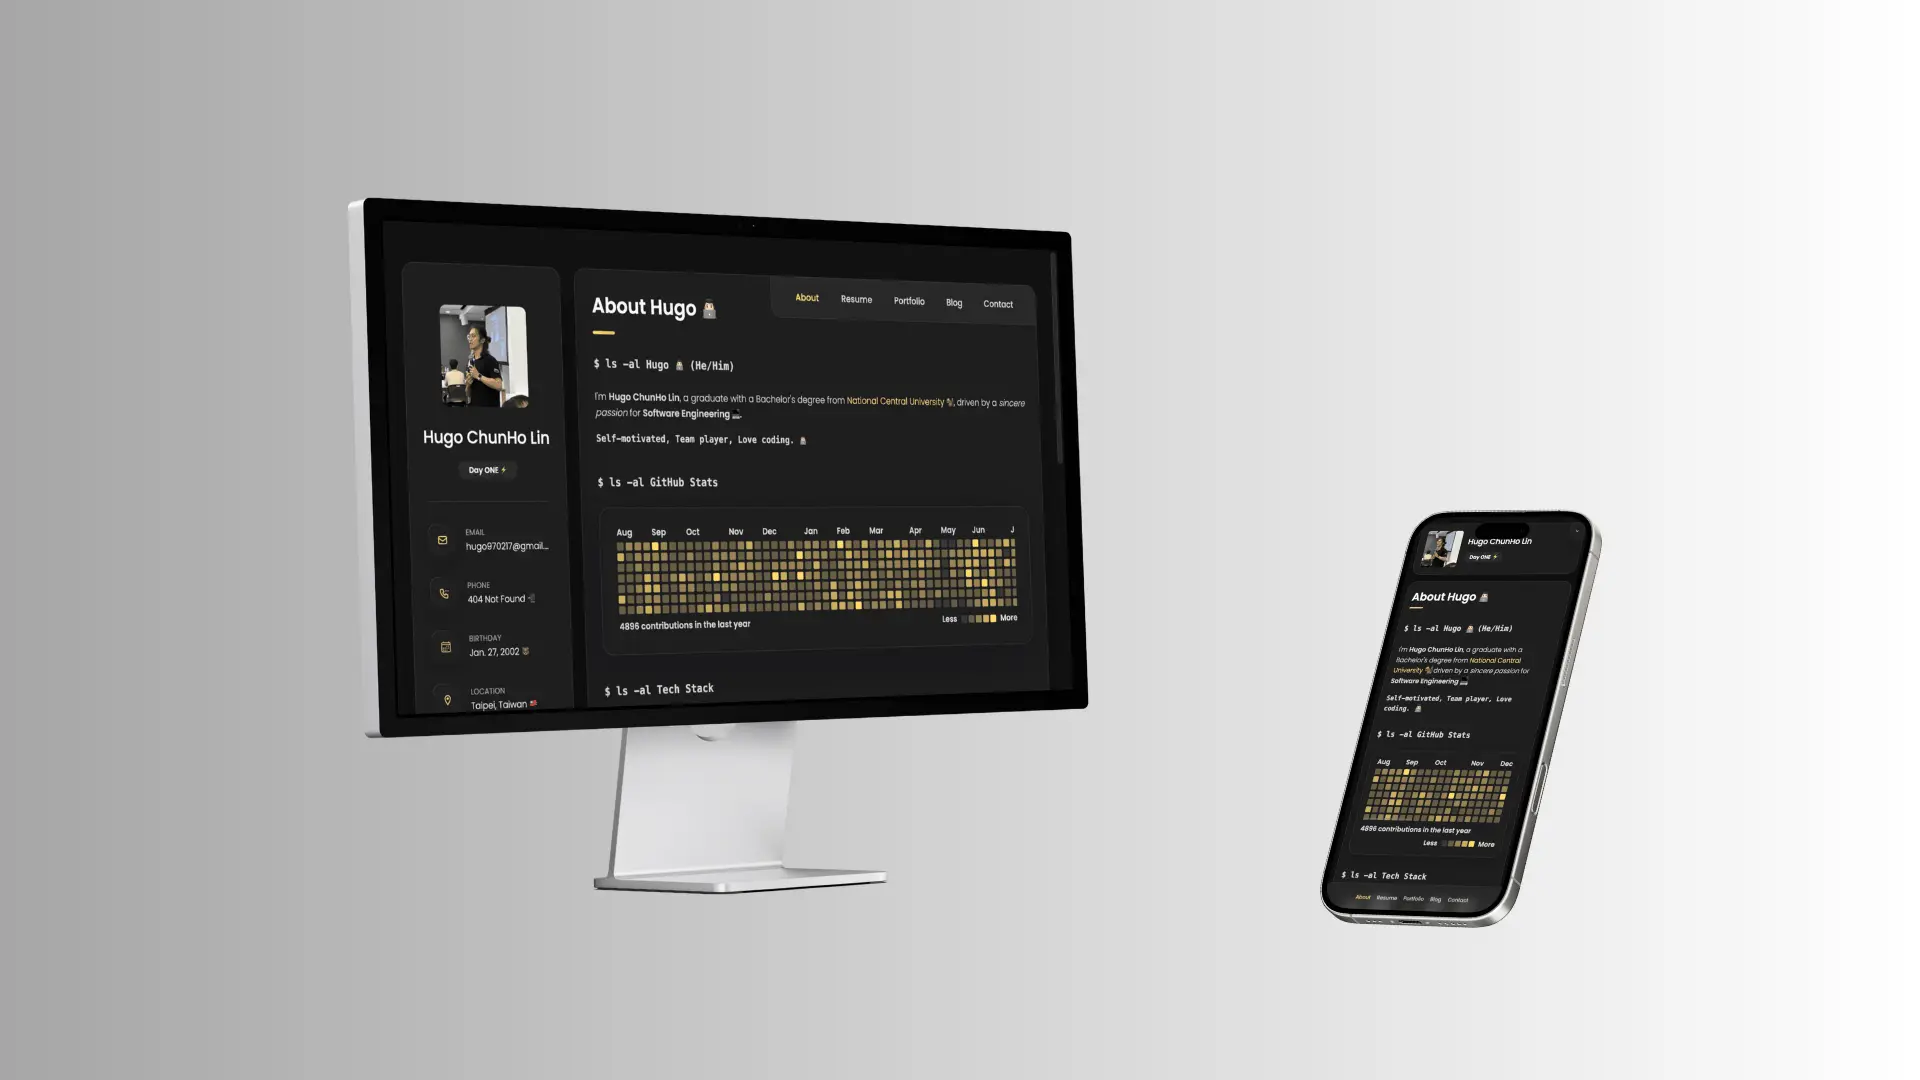 Hugo ChunHo Lin
Day ONE
EMAIL
hugo970217@gmail...
PHONE
404 Not Found
BIRTHDAY
Jan. 27, 2002
LOCATION
Taipei, Taiwan
About Resume Portfolio Blog Contact
About Hugo
$ ls -al Hugo (He/Him)
I'm Hugo ChunHo Lin, a graduate with a Bachelor's degree from National Central University, driven by a sincere
passion for Software Engineering
Self-motivated, Team player, Love coding.
$ ls -al GitHub Stats
Aug Sep Oct Nov Dec Jan Feb Mar Apr May Jun J
4896 contributions in the last year
Less More
$ ls -al Tech Stack
Hugo ChunHo Lin
Day ONE
About Hugo
$ ls -al Hugo (He/Him)
I'm Hugo ChunHo Lin, a graduate with a
Bachelor's degree from National Central
University, driven by a sincere passion for
Software Engineering
Self-motivated, Team player, Love
coding.
$ ls -al GitHub Stats
Aug Sep Oct Nov Dec
4896 contributions in the last year
Less More
$ ls -al Tech Stack
About Resume Portfolio Blog Contact